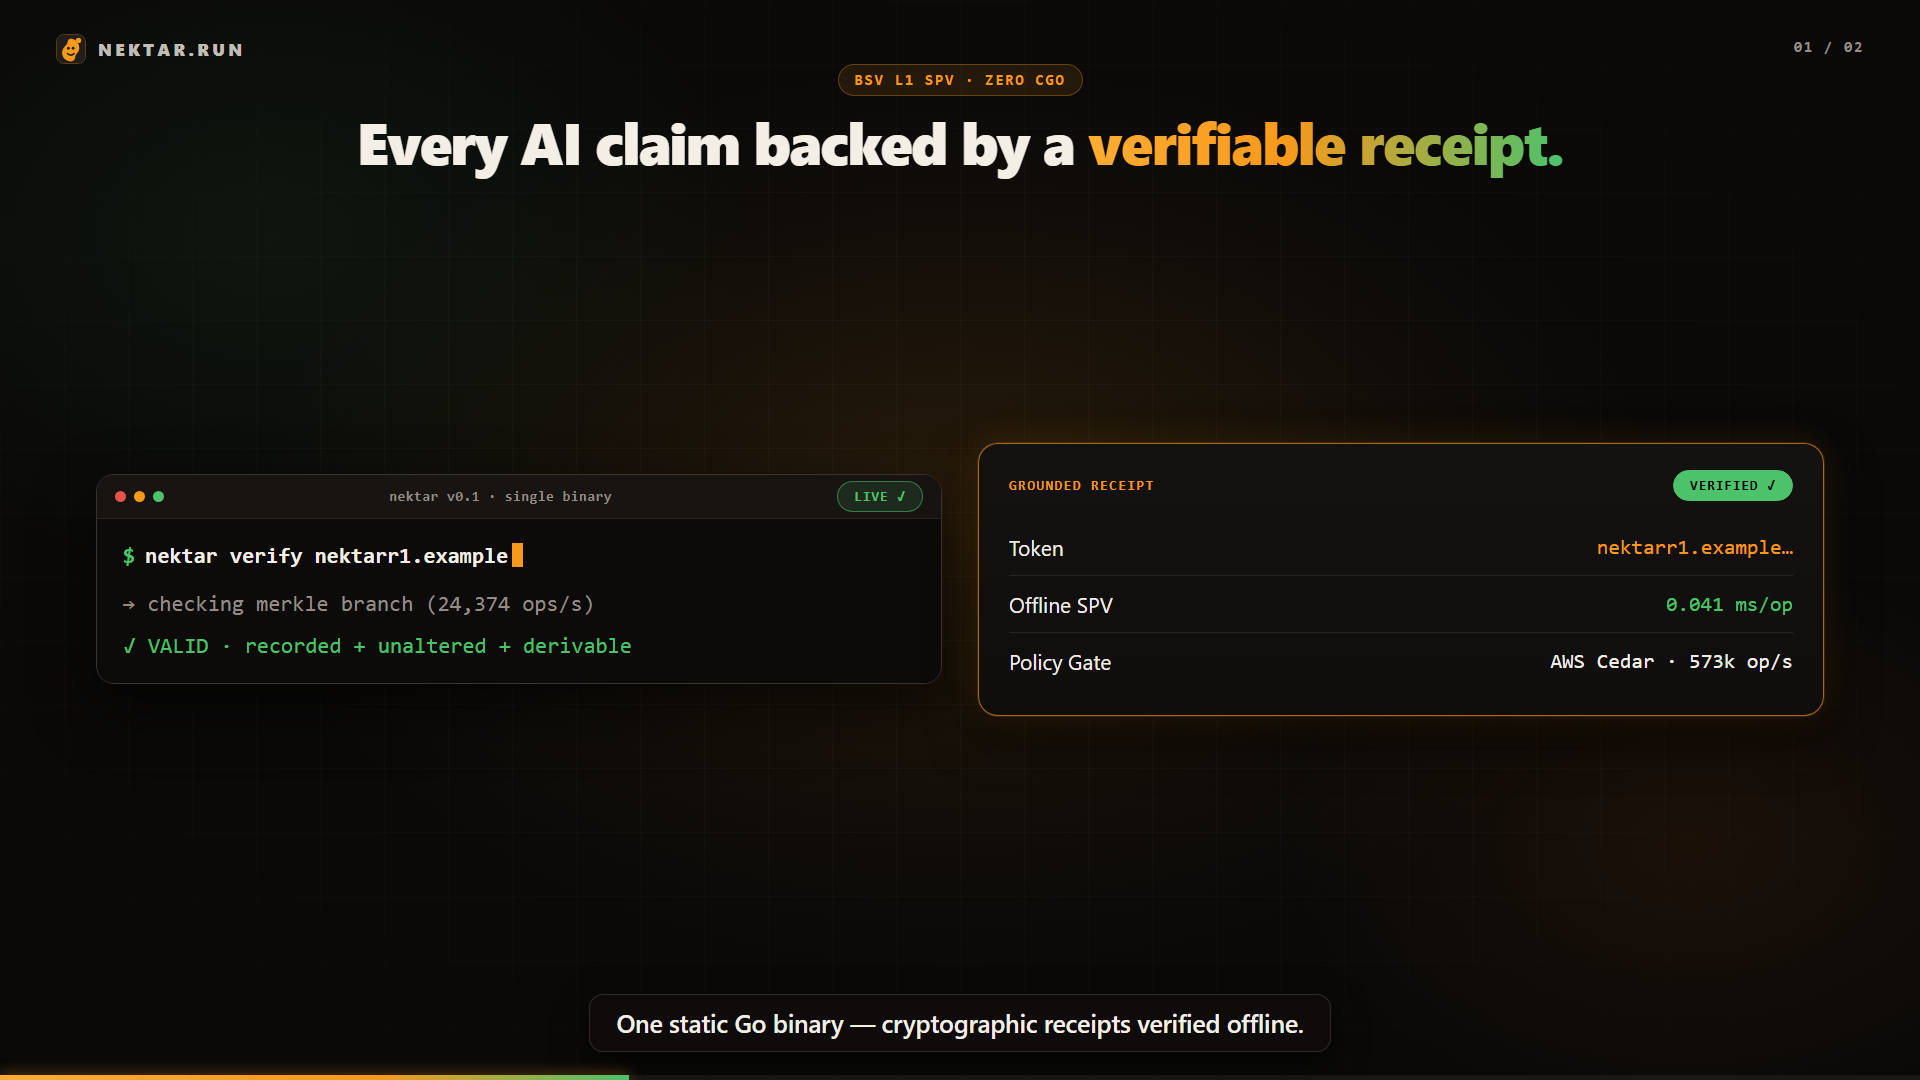 NEKTAR.RUN
01 / 02
BSV L1 SPV · ZERO CGO
Every AI claim backed by a verifiable receipt.
nektar v0.1 · single binary
LIVE ✓
$ nektar verify nektarr1.example
→ checking merkle branch (24,374 ops/s)
✓ VALID · recorded + unaltered + derivable
GROUNDED RECEIPT
VERIFIED ✓
Token
nektarr1.example…
Offline SPV
0.041 ms/op
Policy Gate
AWS Cedar · 573k op/s
One static Go binary — cryptographic receipts verified offline.